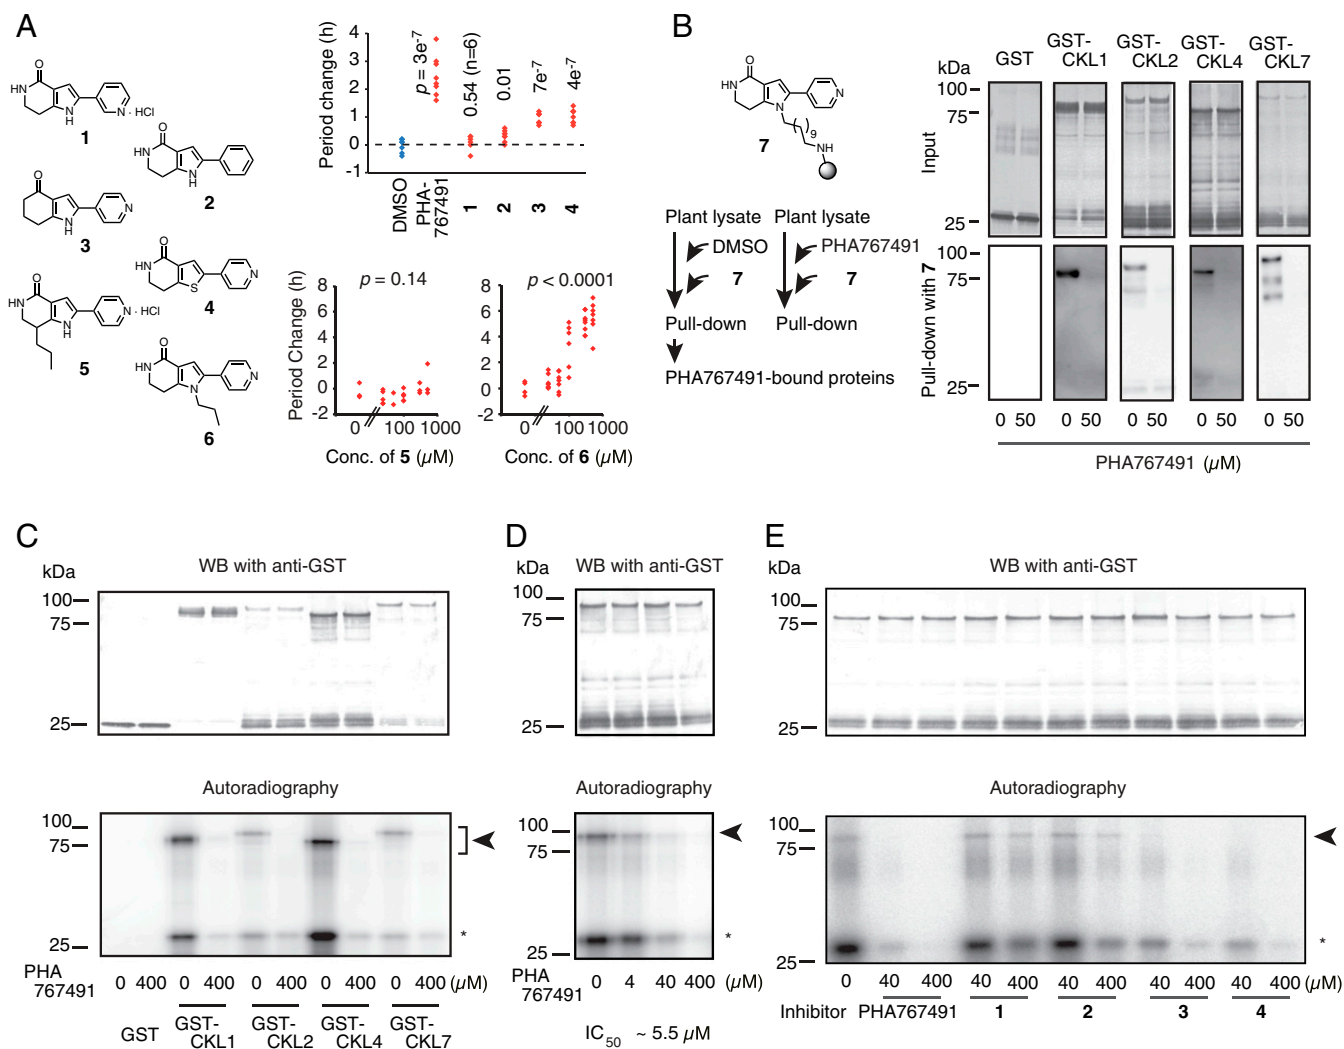 A
O
HN
N
H
N · HCl
1
O
HN
N
H
2
O
N
H
N
3
O
HN
S
N
4
O
HN
N
H
N · HCl
5
O
HN
N
N
6
Period change (h)
4
3
2
1
0
-1
p = 3e-7
0.54 (n=6)
0.01
7e-7
4e-7
DMSO
PHA-
767491
1
2
3
4
Period Change (h)
p = 0.14
8
6
4
2
0
-2
0 100 1000
Conc. of 5 (µM)
p < 0.0001
8
6
4
2
0
-2
0 100 1000
Conc. of 6 (µM)
B
O
HN
N
N
9
NH
7
Plant lysate Plant lysate
DMSO PHA767491
7 7
Pull-down Pull-down
PHA767491-bound proteins
kDa
GST
GST-
CKL1
GST-
CKL2
GST-
CKL4
GST-
CKL7
Input
100
75
25
Pull-down with 7
100
75
25
0 50 0 50 0 50 0 50 0 50
PHA767491 (µM)
C
WB with anti-GST
kDa
100
75
25
Autoradiography
100
75
25
*
PHA
767491
0 400 0 400 0 400 0 400 0 400 (µM)
GST
GST-
CKL1
GST-
CKL2
GST-
CKL4
GST-
CKL7
D
WB with anti-GST
kDa
100
75
25
Autoradiography
100
75
25
*
PHA
767491
0 4 40 400 (µM)
IC50 ~ 5.5 µM
E
WB with anti-GST
kDa
100
75
25
Autoradiography
100
75
25
*
0 40 400 40 400 40 400 40 400 40 400 (µM)
Inhibitor PHA767491 1 2 3 4